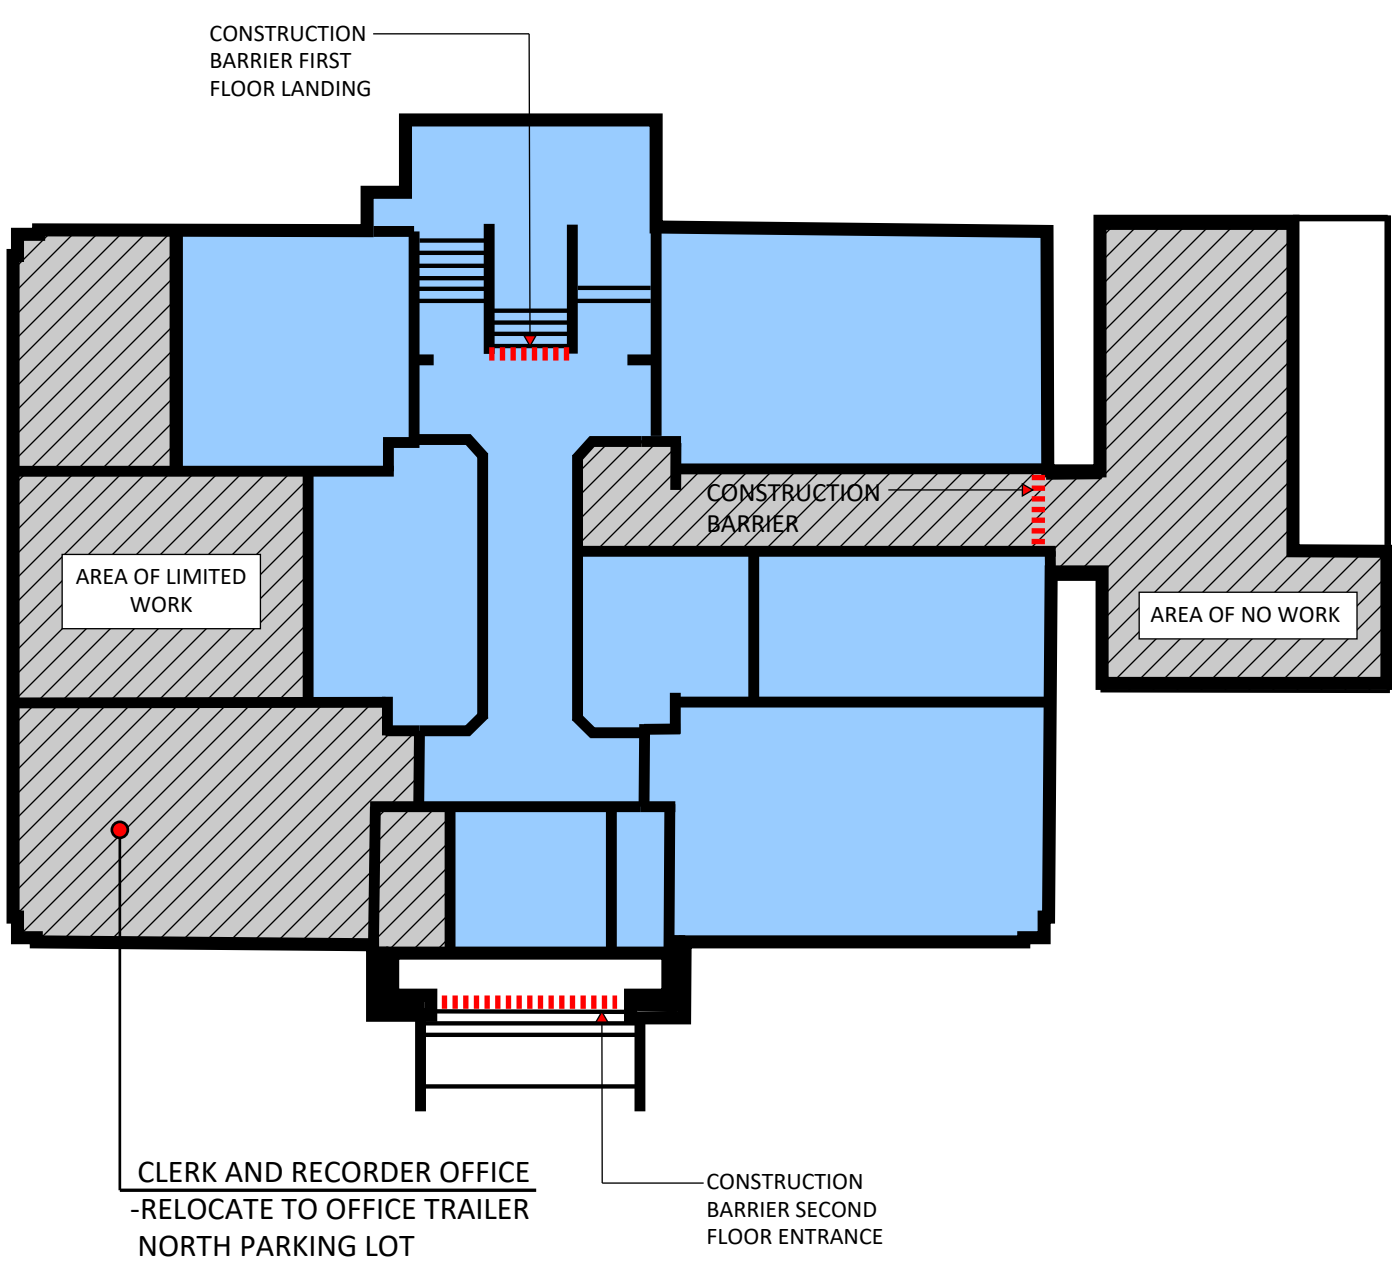 CONSTRUCTION
BARRIER FIRST
FLOOR LANDING
CONSTRUCTION
BARRIER
AREA OF LIMITED
WORK
AREA OF NO WORK
CLERK AND RECORDER OFFICE
-RELOCATE TO OFFICE TRAILER
NORTH PARKING LOT
CONSTRUCTION
BARRIER SECOND
FLOOR ENTRANCE